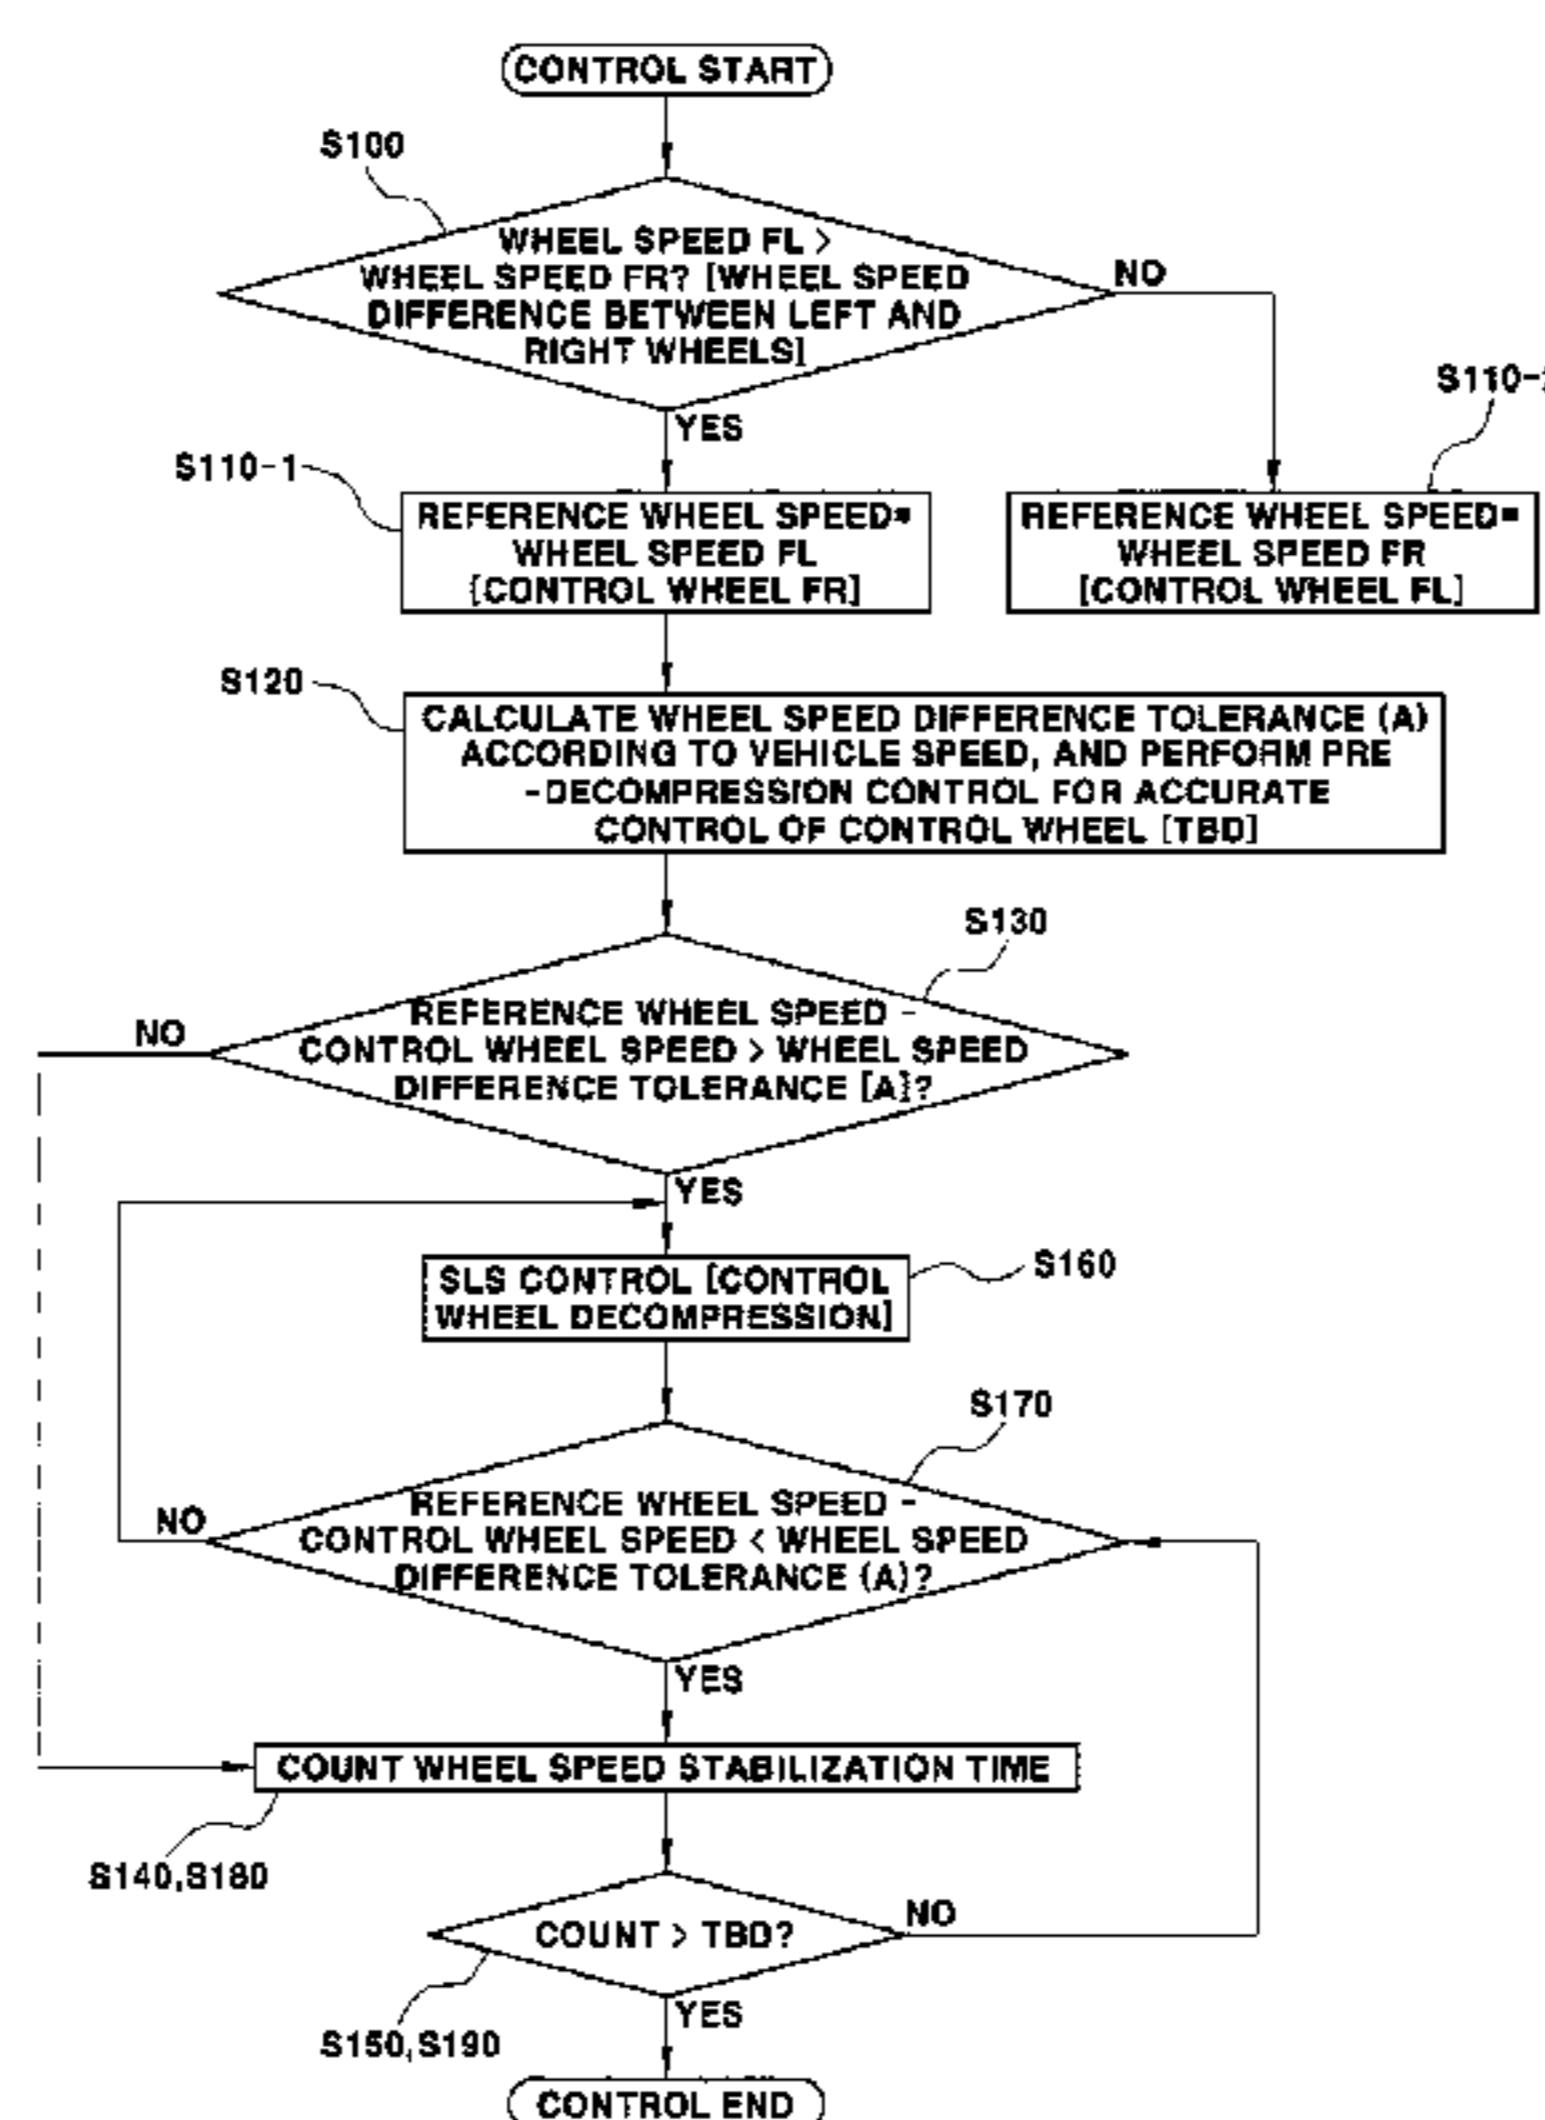 CONTROL START
S100
WHEEL SPEED FL >
WHEEL SPEED FR? [WHEEL SPEED
DIFFERENCE BETWEEN LEFT AND
RIGHT WHEELS]
NO
YES
S110-1
REFERENCE WHEEL SPEED=
WHEEL SPEED FL
[CONTROL WHEEL FR]
S110-
REFERENCE WHEEL SPEED=
WHEEL SPEED FR
[CONTROL WHEEL FL]
S120
CALCULATE WHEEL SPEED DIFFERENCE TOLERANCE (A)
ACCORDING TO VEHICLE SPEED, AND PERFORM PRE
-DECOMPRESSION CONTROL FOR ACCURATE
CONTROL OF CONTROL WHEEL [TBD]
S130
REFERENCE WHEEL SPEED -
CONTROL WHEEL SPEED > WHEEL SPEED
DIFFERENCE TOLERANCE [A]?
NO
YES
SLS CONTROL [CONTROL
WHEEL DECOMPRESSION]
S160
S170
REFERENCE WHEEL SPEED -
CONTROL WHEEL SPEED < WHEEL SPEED
DIFFERENCE TOLERANCE (A)?
NO
YES
COUNT WHEEL SPEED STABILIZATION TIME
S140,S180
COUNT > TBD?
NO
YES
S150,S190
CONTROL END